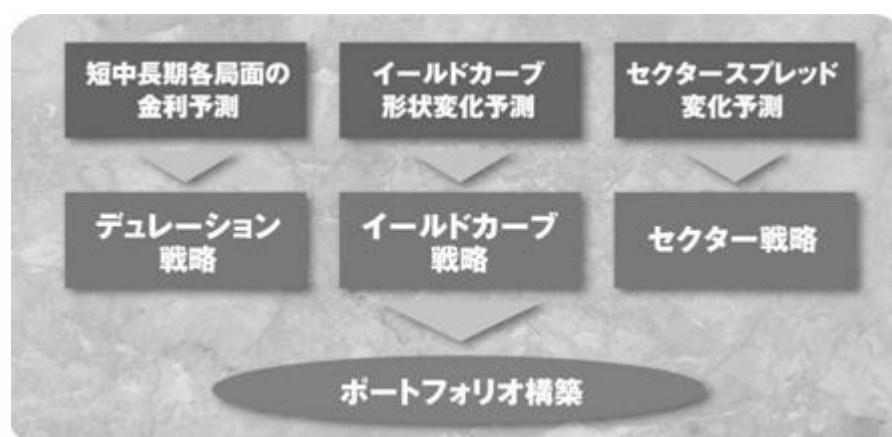 短中長期各局面の
金利予測
イールドカーブ
形状変化予測
セクタースプレッド
変化予測
デュレーション
戦略
イールドカーブ
戦略
セクター戦略
ポートフォリオ構築